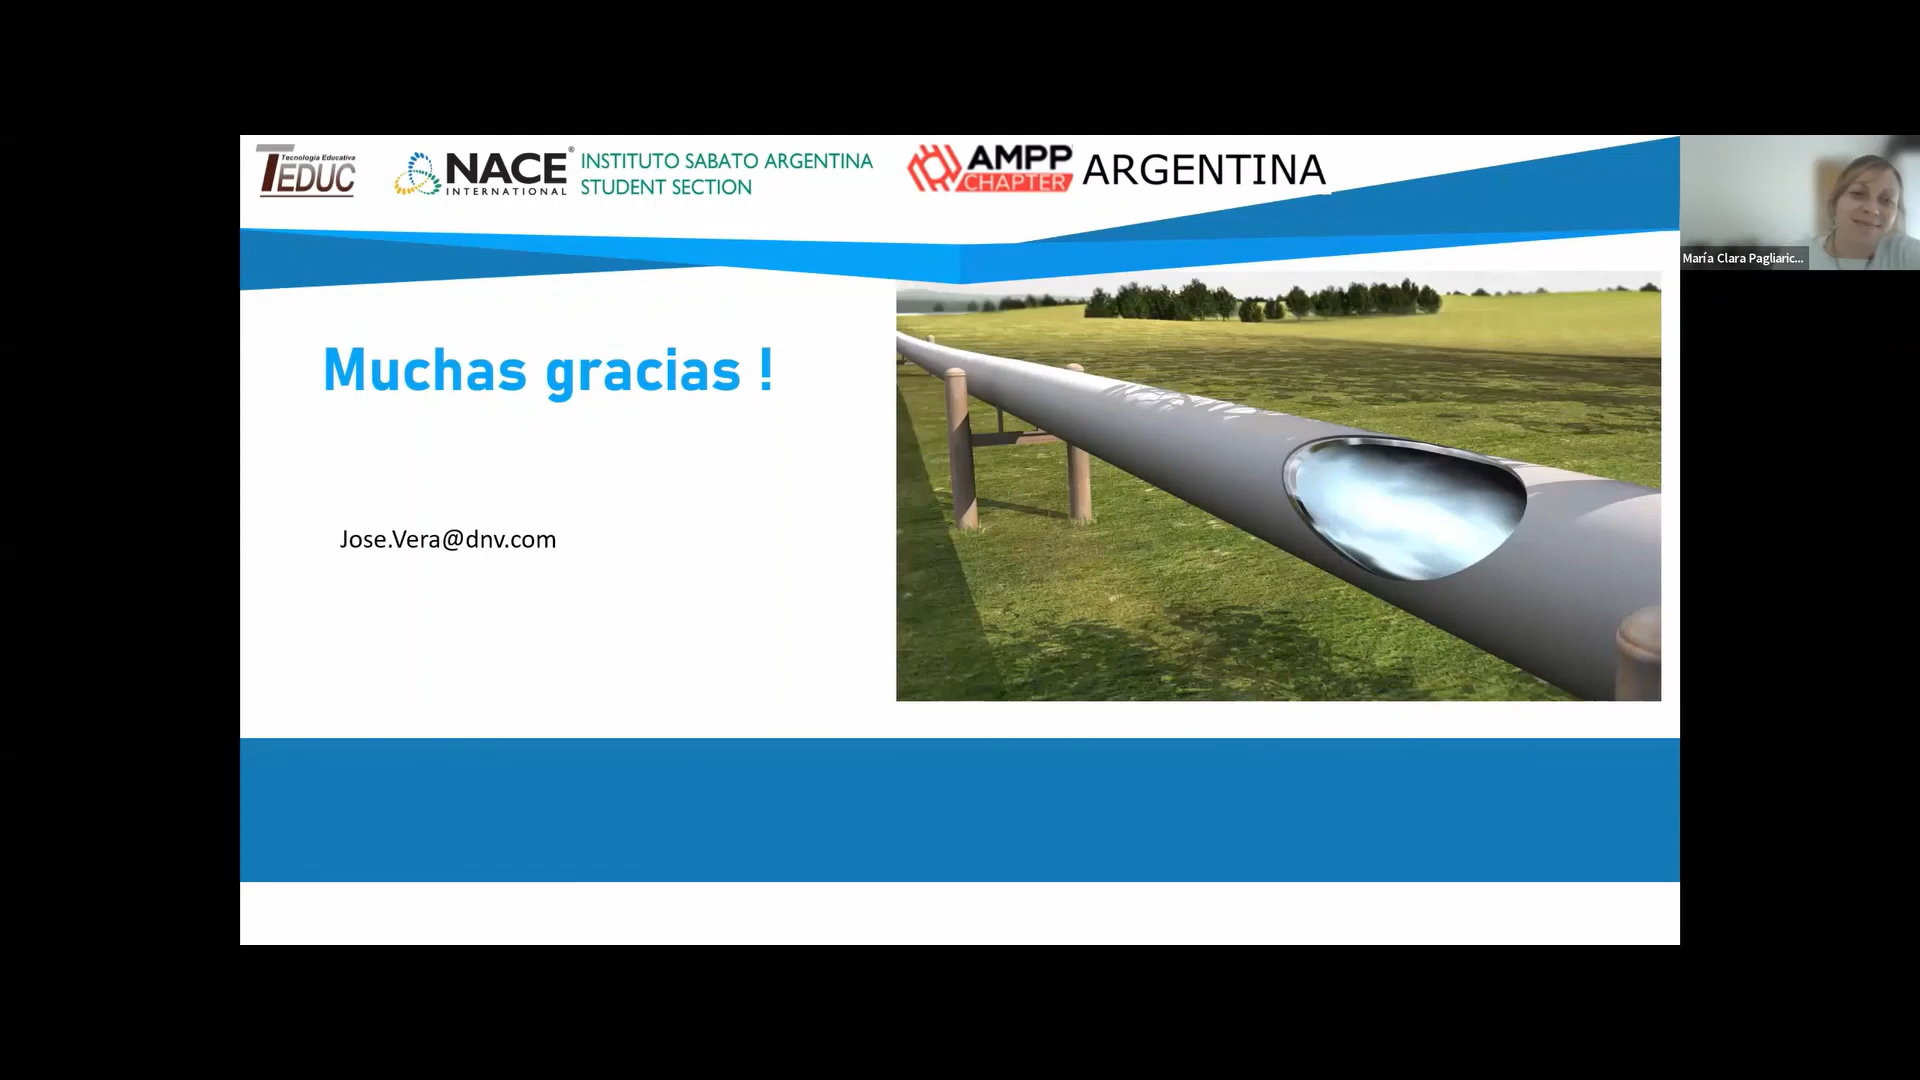 Tecnología Educativa
TEDUC
NACE®
INTERNATIONAL
INSTITUTO SABATO ARGENTINA
STUDENT SECTION
AMPP
CHAPTER
ARGENTINA
María Clara Pagliaric...
Muchas gracias !
Jose.Vera@dnv.com